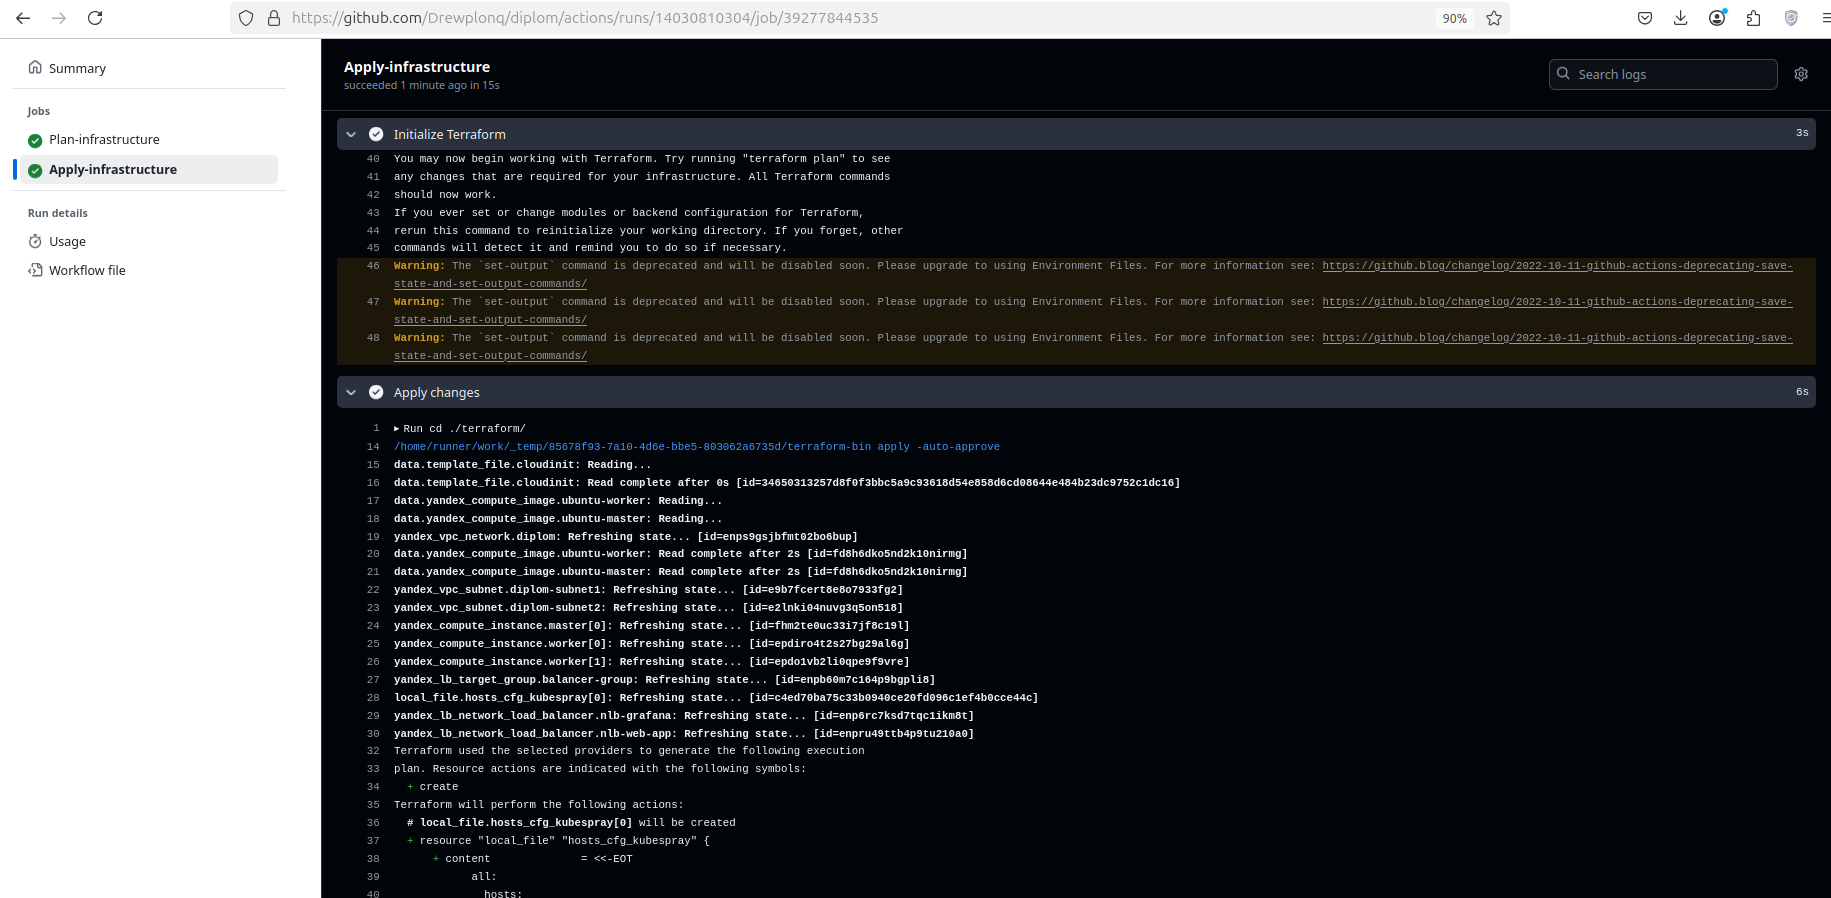 https://github.com/Drewplonq/diplom/actions/runs/14030810304/job/39277844535
90%
Summary
Jobs
Plan-infrastructure
Apply-infrastructure
Run details
Usage
Workflow file
Apply-infrastructure
succeeded 1 minute ago in 15s
Search logs
Initialize Terraform 3s
40 You may now begin working with Terraform. Try running "terraform plan" to see
41 any changes that are required for your infrastructure. All Terraform commands
42 should now work.
43 If you ever set or change modules or backend configuration for Terraform,
44 rerun this command to reinitialize your working directory. If you forget, other
45 commands will detect it and remind you to do so if necessary.
46 Warning: The `set-output` command is deprecated and will be disabled soon. Please upgrade to using Environment Files. For more information see: https://github.blog/changelog/2022-10-11-github-actions-deprecating-save-
state-and-set-output-commands/
47 Warning: The `set-output` command is deprecated and will be disabled soon. Please upgrade to using Environment Files. For more information see: https://github.blog/changelog/2022-10-11-github-actions-deprecating-save-
state-and-set-output-commands/
48 Warning: The `set-output` command is deprecated and will be disabled soon. Please upgrade to using Environment Files. For more information see: https://github.blog/changelog/2022-10-11-github-actions-deprecating-save-
state-and-set-output-commands/
Apply changes 6s
1 ▸ Run cd ./terraform/
14 /home/runner/work/_temp/85678f93-7a10-4d6e-bbe5-803062a6735d/terraform-bin apply -auto-approve
15 data.template_file.cloudinit: Reading...
16 data.template_file.cloudinit: Read complete after 0s [id=34650313257d8f0f3bbc5a9c93618d54e858d6cd08644e484b23dc9752c1dc16]
17 data.yandex_compute_image.ubuntu-worker: Reading...
18 data.yandex_compute_image.ubuntu-master: Reading...
19 yandex_vpc_network.diplom: Refreshing state... [id=enps9gsjbfmt02bo6bup]
20 data.yandex_compute_image.ubuntu-worker: Read complete after 2s [id=fd8h6dko5nd2k10nirmg]
21 data.yandex_compute_image.ubuntu-master: Read complete after 2s [id=fd8h6dko5nd2k10nirmg]
22 yandex_vpc_subnet.diplom-subnet1: Refreshing state... [id=e9b7fcert8e8o7933fg2]
23 yandex_vpc_subnet.diplom-subnet2: Refreshing state... [id=e2lnki04nuvg3q5on518]
24 yandex_compute_instance.master[0]: Refreshing state... [id=fhm2te0uc33i7jf8c19l]
25 yandex_compute_instance.worker[0]: Refreshing state... [id=epdiro4t2s27bg29al6g]
26 yandex_compute_instance.worker[1]: Refreshing state... [id=epdo1vb2li0qpe9f9vre]
27 yandex_lb_target_group.balancer-group: Refreshing state... [id=enpb60m7c164p9bgpli8]
28 local_file.hosts_cfg_kubespray[0]: Refreshing state... [id=c4ed70ba75c33b0940ce20fd096c1ef4b0cce44c]
29 yandex_lb_network_load_balancer.nlb-grafana: Refreshing state... [id=enp6rc7ksd7tqc1ikm8t]
30 yandex_lb_network_load_balancer.nlb-web-app: Refreshing state... [id=enpru49ttb4p9tu210a0]
32 Terraform used the selected providers to generate the following execution
33 plan. Resource actions are indicated with the following symbols:
34 + create
35 Terraform will perform the following actions:
36 # local_file.hosts_cfg_kubespray[0] will be created
37 + resource "local_file" "hosts_cfg_kubespray" {
38 + content = <<-EOT
39 all:
40 hosts: